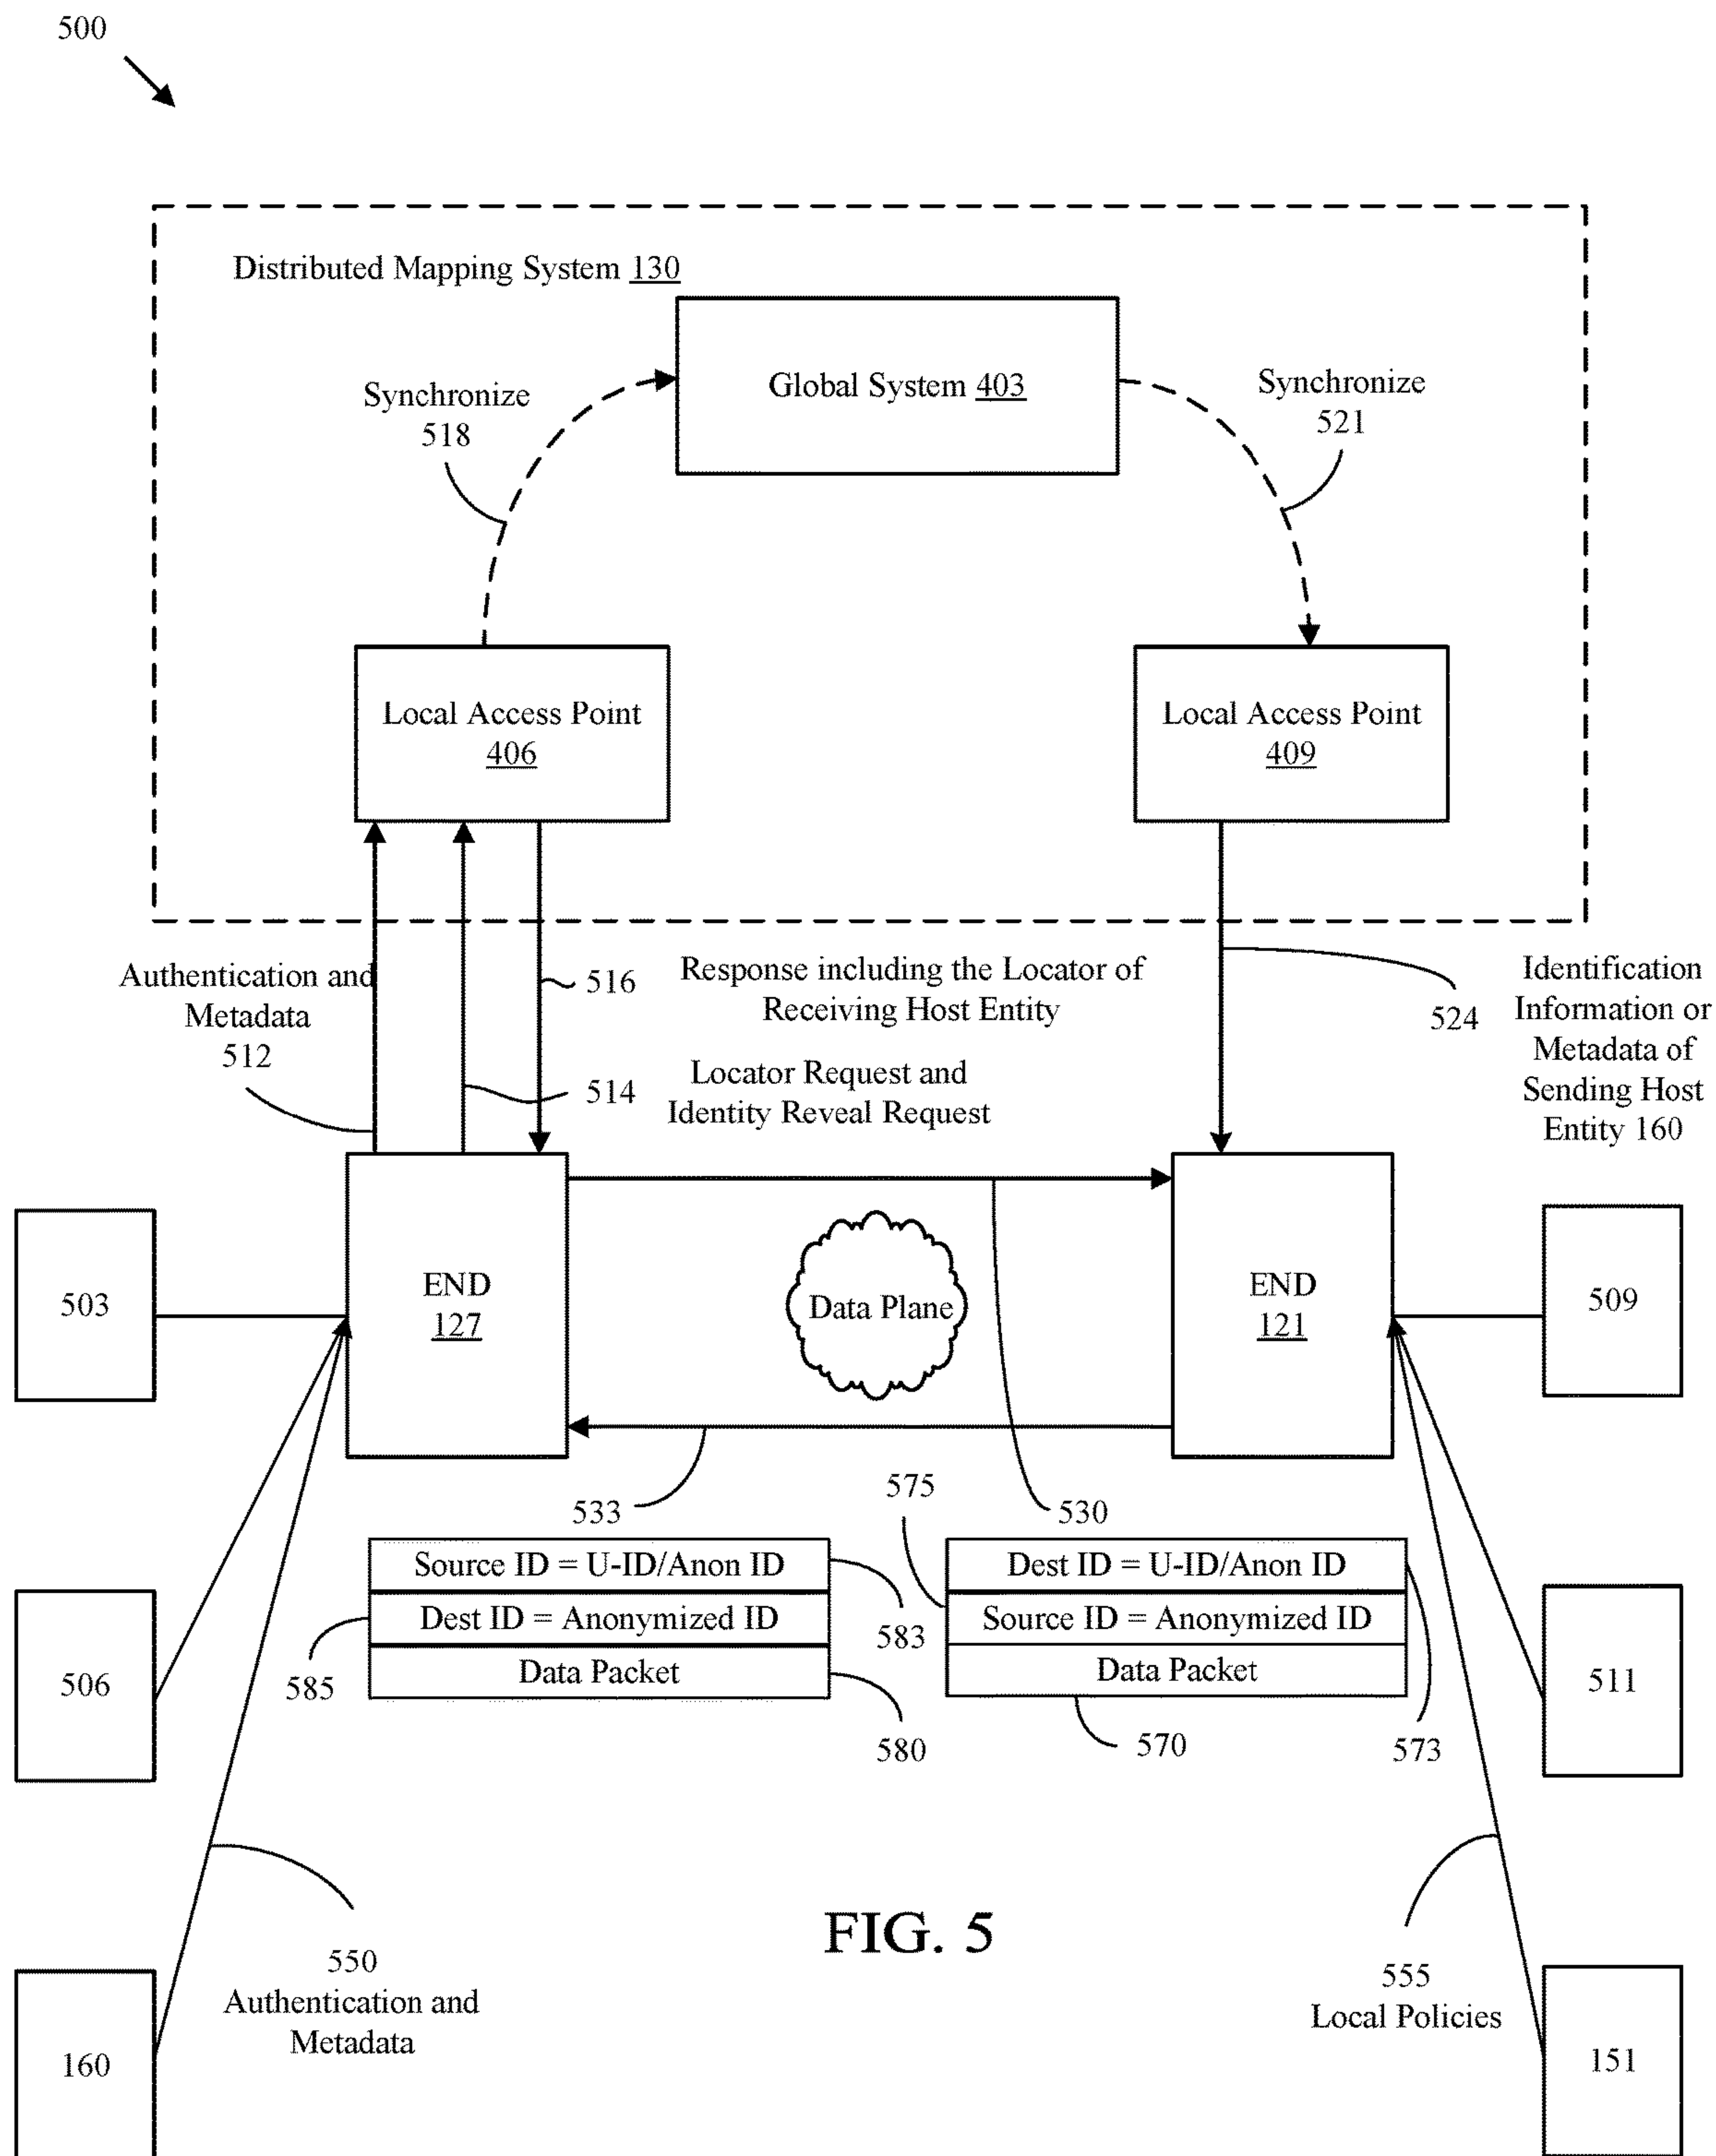 500
Distributed Mapping System 130
Global System 403
Synchronize
518
Synchronize
521
Local Access Point
406
Local Access Point
409
Authentication and
Metadata
512
516
Response including the Locator of
Receiving Host Entity
514
Locator Request and
Identity Reveal Request
524
Identification
Information or
Metadata of
Sending Host
Entity 160
503
END
127
Data Plane
END
121
509
533
575
530
Source ID = U-ID/Anon ID
Dest ID = Anonymized ID
Data Packet
585
583
580
Dest ID = U-ID/Anon ID
Source ID = Anonymized ID
Data Packet
570
573
506
511
550
Authentication and
Metadata
FIG. 5
555
Local Policies
160
151